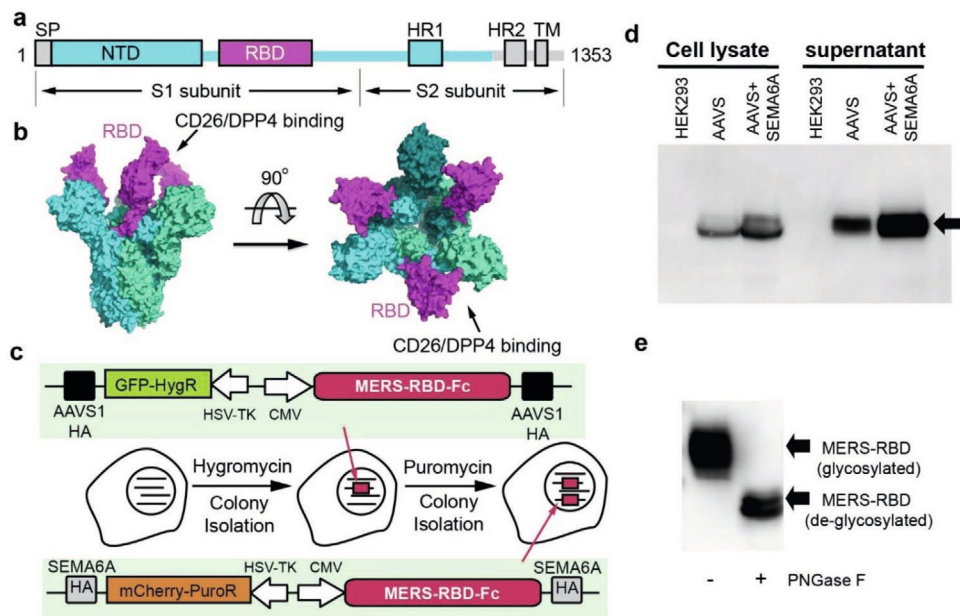 a
SP
NTD
RBD
HR1
HR2
TM
1
1353
S1 subunit
S2 subunit
b
RBD
CD26/DPP4 binding
90°
RBD
CD26/DPP4 binding
c
GFP-HygR
MERS-RBD-Fc
AAVS1
HA
HSV-TK
CMV
AAVS1
HA
Hygromycin
Colony
Isolation
Puromycin
Colony
Isolation
SEMA6A
HA
mCherry-PuroR
HSV-TK
CMV
MERS-RBD-Fc
SEMA6A
HA
d
Cell lysate
supernatant
HEK293
AAVS
AAVS+
SEMA6A
HEK293
AAVS
AAVS+
SEMA6A
e
MERS-RBD
(glycosylated)
MERS-RBD
(de-glycosylated)
- + PNGase F